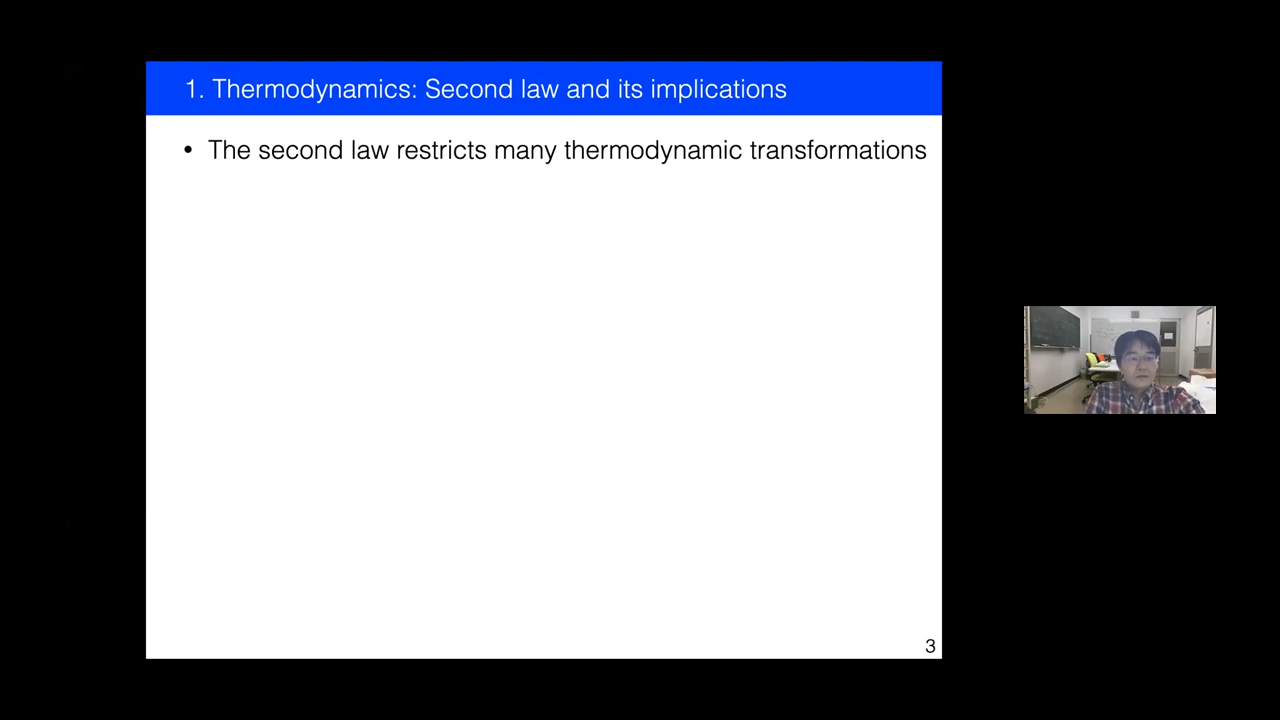 1. Thermodynamics: Second law and its implications
• The second law restricts many thermodynamic transformations
3